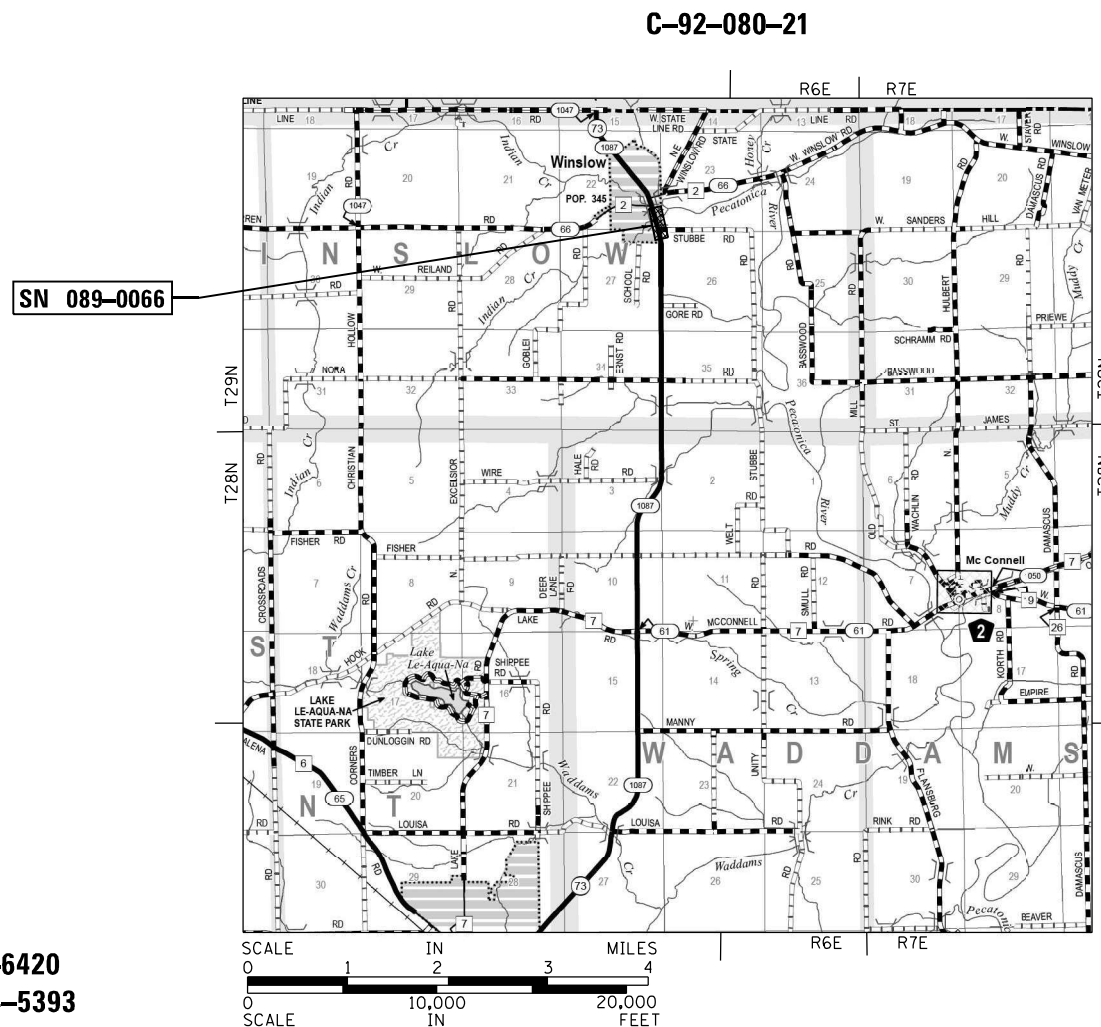 C–92–080–21
R6E R7E
LINE
18 17 16 15 14 13 18 17
LINE RD 1047 W. STATE LINE RD LINE RD
73
1087
N E WINSLOW RD
STATE
Hovey Cr
W. WINSLOW RD
W. WINSLOW
STAVER RD
Winslow
POP. 345
2
2
66
Pecatonica River
19 20 21 22 23 24 19 20
Indian Cr
Indian Cr
RD
1047
DAMASCUS RD
VAN METER
REN RD
66
STUBBE RD
W. SANDERS HILL RD
I N S L O W
W. REILAND RD
RD
29 28 27 26 25 30 29
SCHOOL RD
SN 089–0066
Indian Cr
GORE RD
HULBERT
Muddy Cr
PRIEWE
HOLLOW
GOBLEI RD
ERNST RD
BASSWOOD RD
SCHRAMM RD
BASSWOOD
NORA RD
31 32 33 34 35 36 31 32
T29N
MILL RD
ST JAMES RD
Pecaonica River
T28N
Indian Cr
CHRISTIAN
EXCELSIOR RD
WIRE RD
HALE RD
1087
STUBBE
WELT RD
OLD
WACHLIN RD
N.
Muddy Cr
DAMASCUS
6 5 4 3 2 1 6 5
FISHER RD
FISHER
CROSSROADS RD
Waddams Cr
N.
DEER LANE RD
SMULL RD
7 8 9 10 11 12 7 8
Mc Connell
050
7
9
W.
61
26
2
HOOK RD
LAKE RD
7
61
W. MCCONNELL RD
7
61
S T
Lake Le-Aqua-Na
LAKE LE-AQUA-NA STATE PARK
SHIPPEE RD
Spring Cr
KORTH RD
EMPIRE
18 17 16 15 14 13 18 17
7
DUNLOGGIN RD
MANNY RD
W A D D A M S
ALENA
6
65
CORNERS
TIMBER LN
SHIPPEE RD
Waddams Cr
1087
UNITY
FLANSBURG
N.
19 20 21 22 23 24 19 20
N T
RD LOUISA RD
LOUISA RD
RINK RD
LAKE
73
Waddams Cr
DAMASCUS RD
30 29 28 27 26 25 30 29
RD
7
Pecatonica
BEAVER
R6E R7E
SCALE IN MILES
0 1 2 3 4
0 10,000 20,000
SCALE IN FEET
6420
–5393